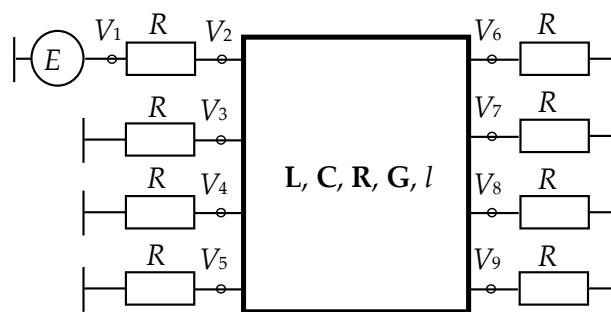 V1 R V2 V6 R
E
R V3 V7 R
R V4 L, C, R, G, l V8 R
R V5 V9 R